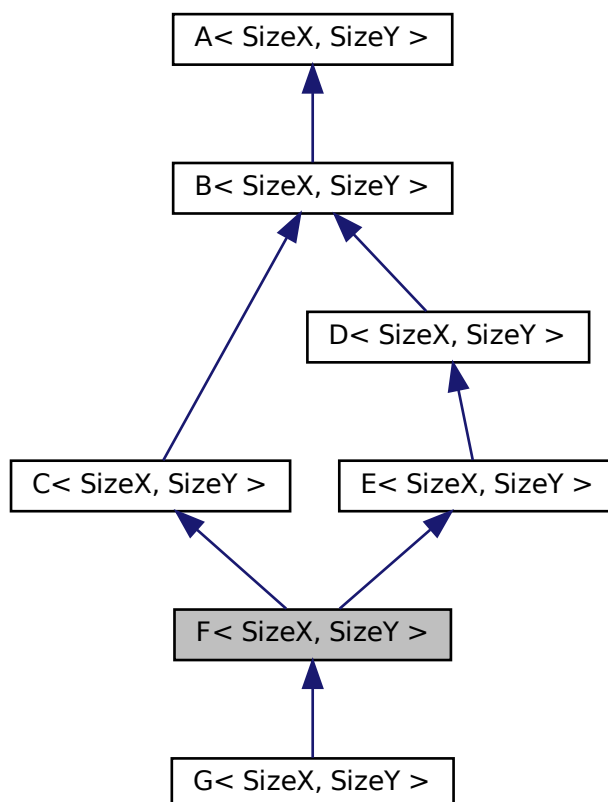 A< SizeX, SizeY >
B< SizeX, SizeY >
D< SizeX, SizeY >
C< SizeX, SizeY >
E< SizeX, SizeY >
F< SizeX, SizeY >
G< SizeX, SizeY >